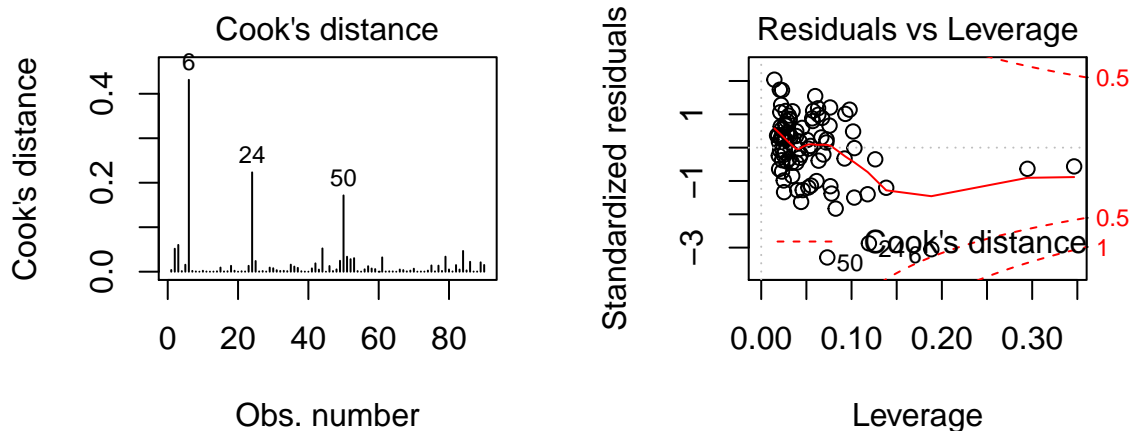 Cook's distance
Cook's distance
0.0
0.2
0.4
6
24
50
0 20 40 60 80
Obs. number
Residuals vs Leverage
Standardized residuals
−3
−1
1
0.5
0.5
1
Cook's distance
50
24
6
0.00 0.10 0.20 0.30
Leverage